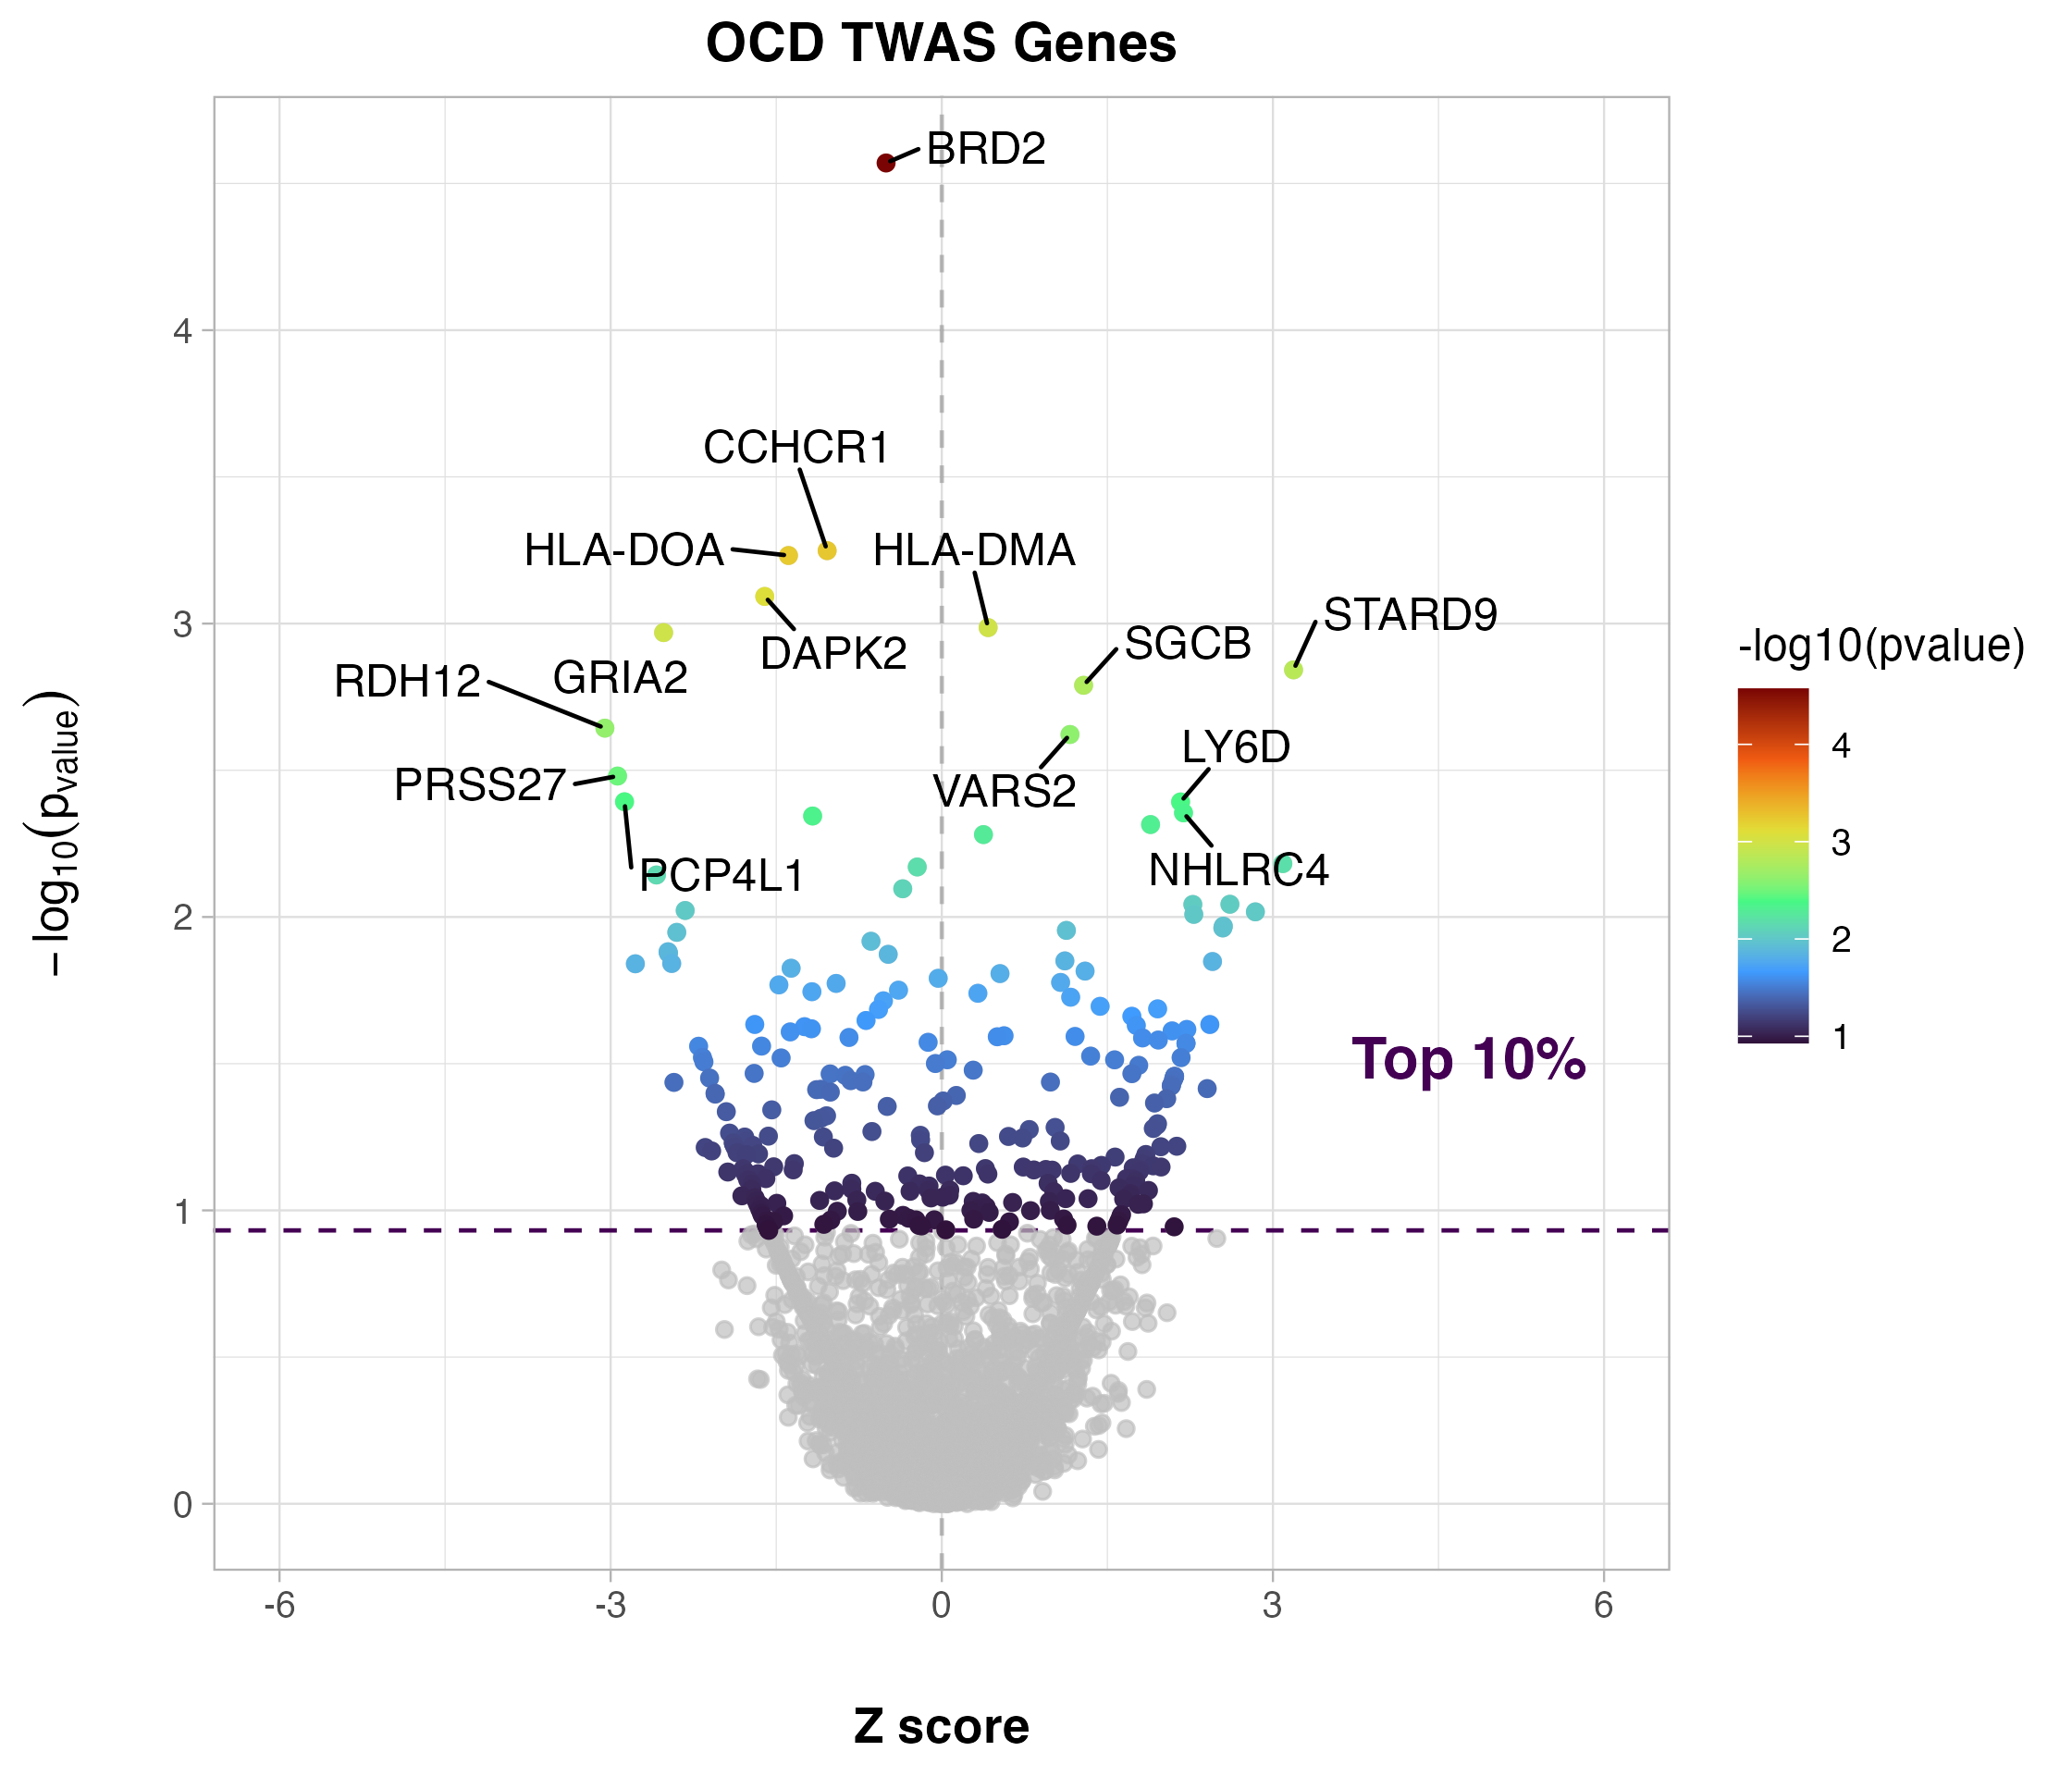 OCD TWAS Genes
BRD2
4
CCHCR1
HLA-DOA
HLA-DMA
STARD9
3
SGCB
DAPK2
RDH12
GRIA2
LY6D
PRSS27
VARS2
PCP4L1
NHLRC4
2
Top 10%
1
0
-6
-3
0
3
6
Z score
−log10(pvalue)
-log10(pvalue)
4
3
2
1